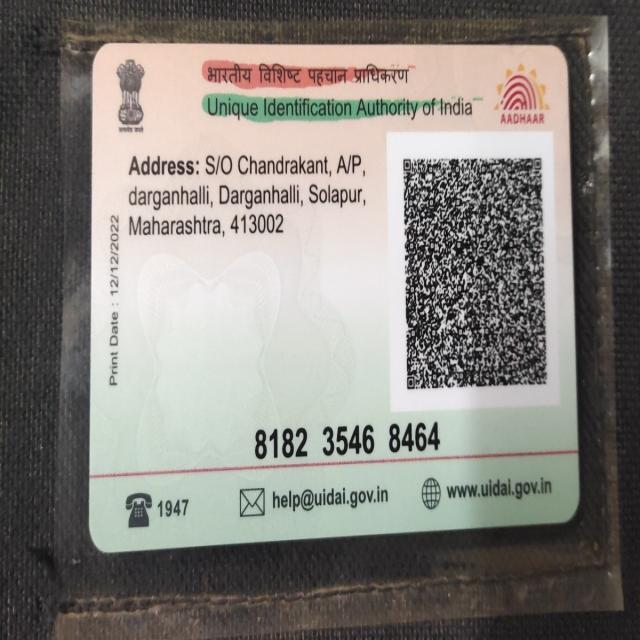 भारतीय विशिष्ट पहचान प्राधिकरण
Unique Identification Authority of India
AADHAAR
सत्यमेव जयते
Address: S/O Chandrakant, A/P,
darganhalli, Darganhalli, Solapur,
Maharashtra, 413002
Print Date : 12/12/2022
8182 3546 8464
1947
help@uidai.gov.in
www.uidai.gov.in